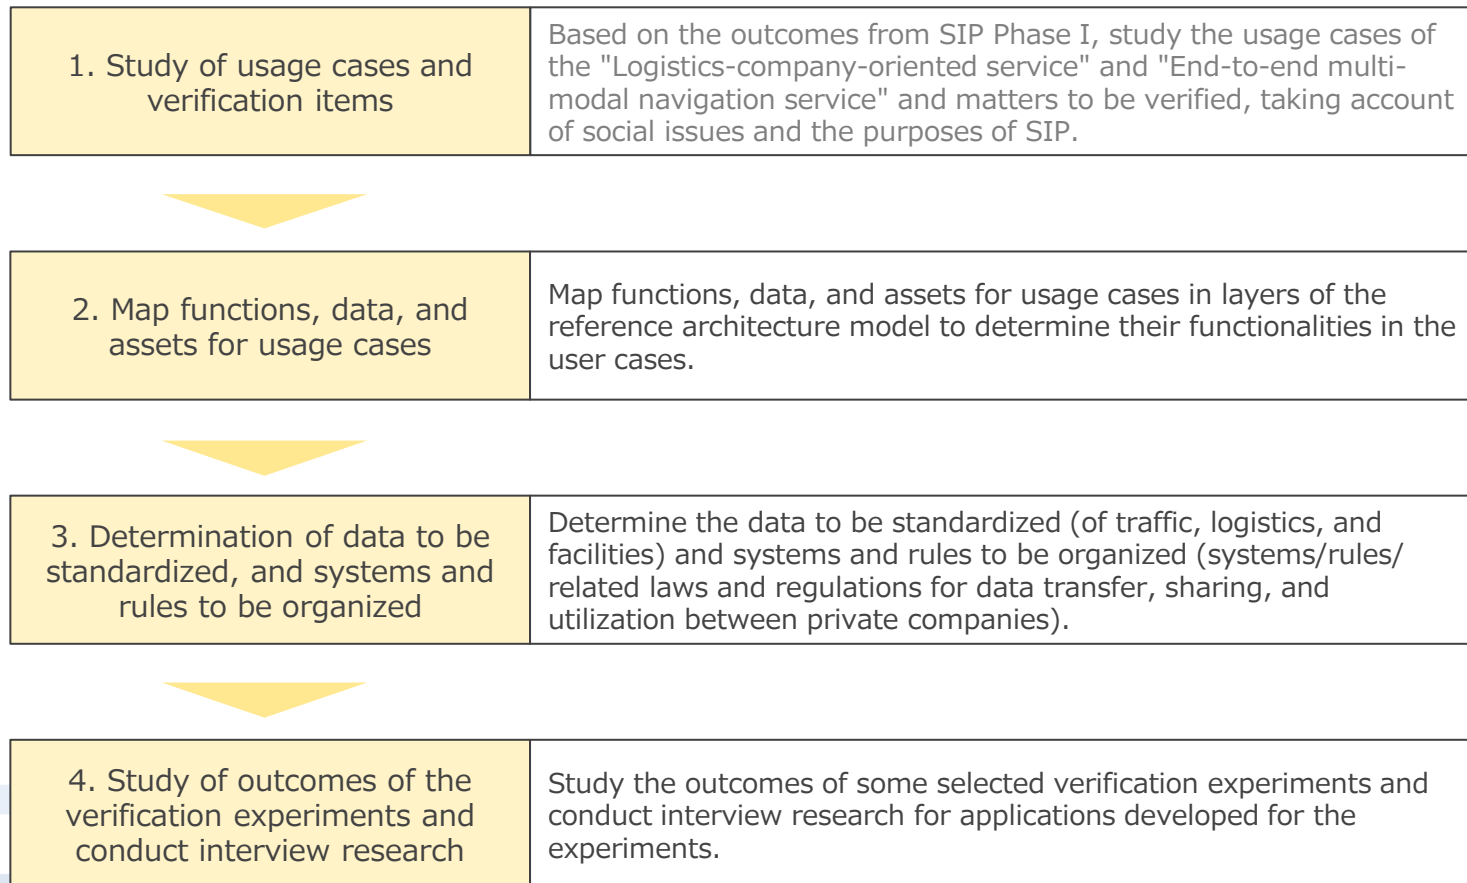 1. Study of usage cases and
verification items
Based on the outcomes from SIP Phase I, study the usage cases of
the "Logistics-company-oriented service" and "End-to-end multi-
modal navigation service" and matters to be verified, taking account
of social issues and the purposes of SIP.
2. Map functions, data, and
assets for usage cases
Map functions, data, and assets for usage cases in layers of the
reference architecture model to determine their functionalities in the
user cases.
3. Determination of data to be
standardized, and systems and
rules to be organized
Determine the data to be standardized (of traffic, logistics, and
facilities) and systems and rules to be organized (systems/rules/
related laws and regulations for data transfer, sharing, and
utilization between private companies).
4. Study of outcomes of the
verification experiments and
conduct interview research
Study the outcomes of some selected verification experiments and
conduct interview research for applications developed for the
experiments.